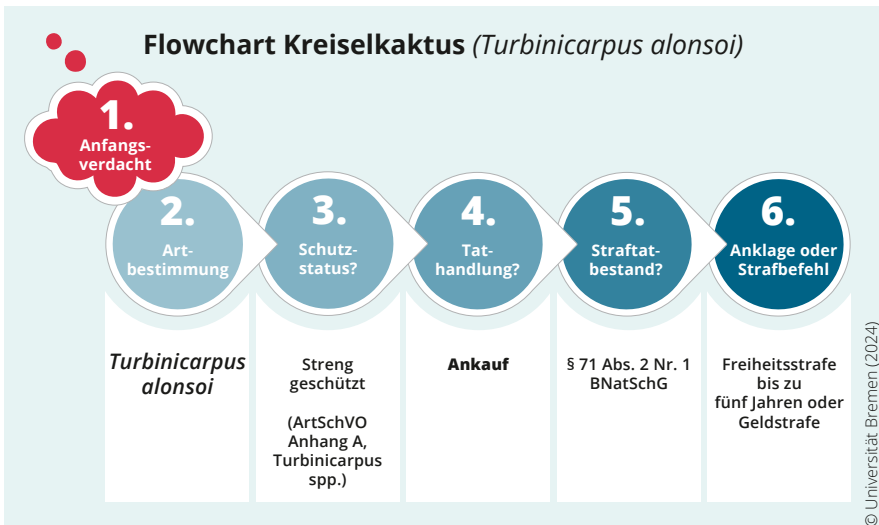 Flowchart Kreiselkaktus (Turbinicarpus alonsoi)
1.
Anfangs-
verdacht
2.
Art-
bestimmung
3.
Schutz-
status?
4.
Tat-
handlung?
5.
Straftat-
bestand?
6.
Anklage oder
Strafbefehl
Turbinicarpus
alonsoi
Streng
geschützt
(ArtSchVO
Anhang A,
Turbinicarpus
spp.)
Ankauf
§ 71 Abs. 2 Nr. 1
BNatSchG
Freiheitsstrafe
bis zu
fünf Jahren oder
Geldstrafe
© Universität Bremen (2024)